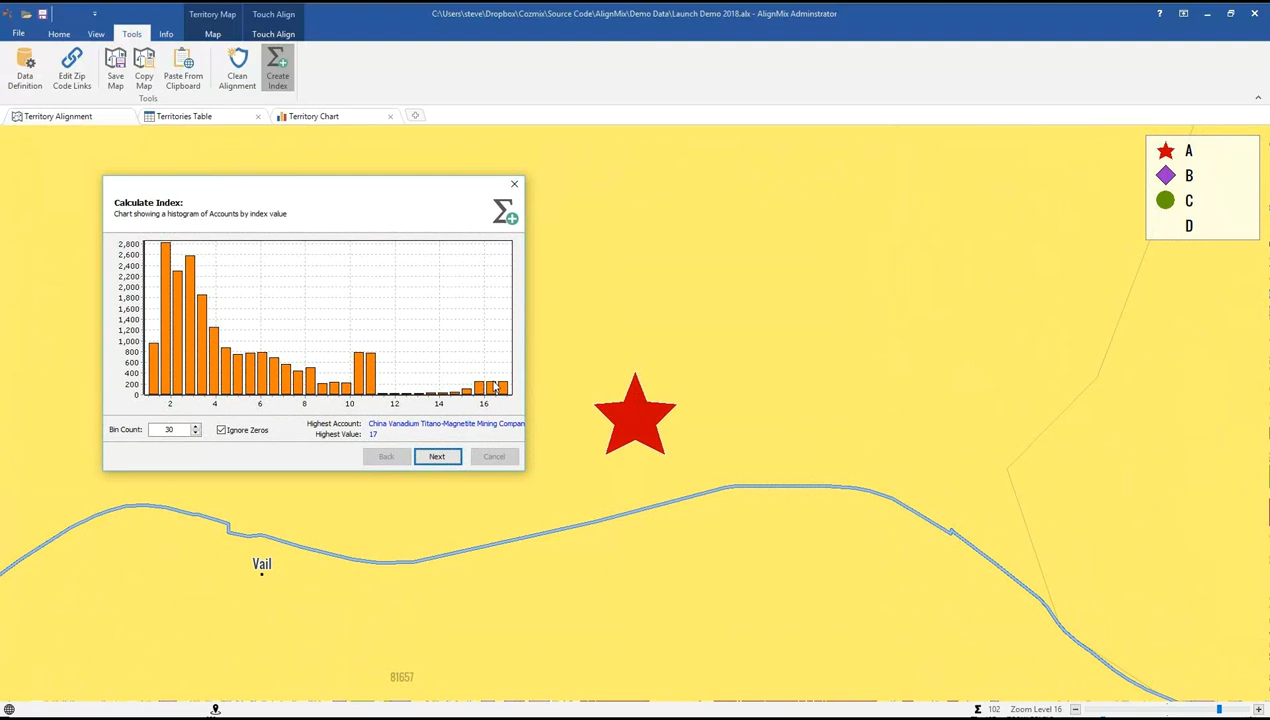 Territory Map
Touch Align
C:\Users\steve\Dropbox\Cozmix\Source Code\AlignMix\Demo Data\Launch Demo 2018.alx - AlignMix Adminstrator
File
Home
View
Tools
Info
Map
Touch Align
Data Definition
Edit Zip Code Links
Save Map
Copy Map
Paste From Clipboard
Clean Alignment
Create Index
Tools
Territory Alignment
Territories Table
Territory Chart
A
B
C
D
Calculate Index:
Chart showing a histogram of Accounts by index value
2,800
2,600
2,400
2,200
2,000
1,800
1,600
1,400
1,200
1,000
800
600
400
200
0
2 4 6 8 10 12 14 16
Bin Count: 30
Ignore Zeros
Highest Account: China Vanadium Titano-Magnetite Mining Compan
Highest Value: 17
Back
Next
Cancel
Vail
81657
102
Zoom Level 16